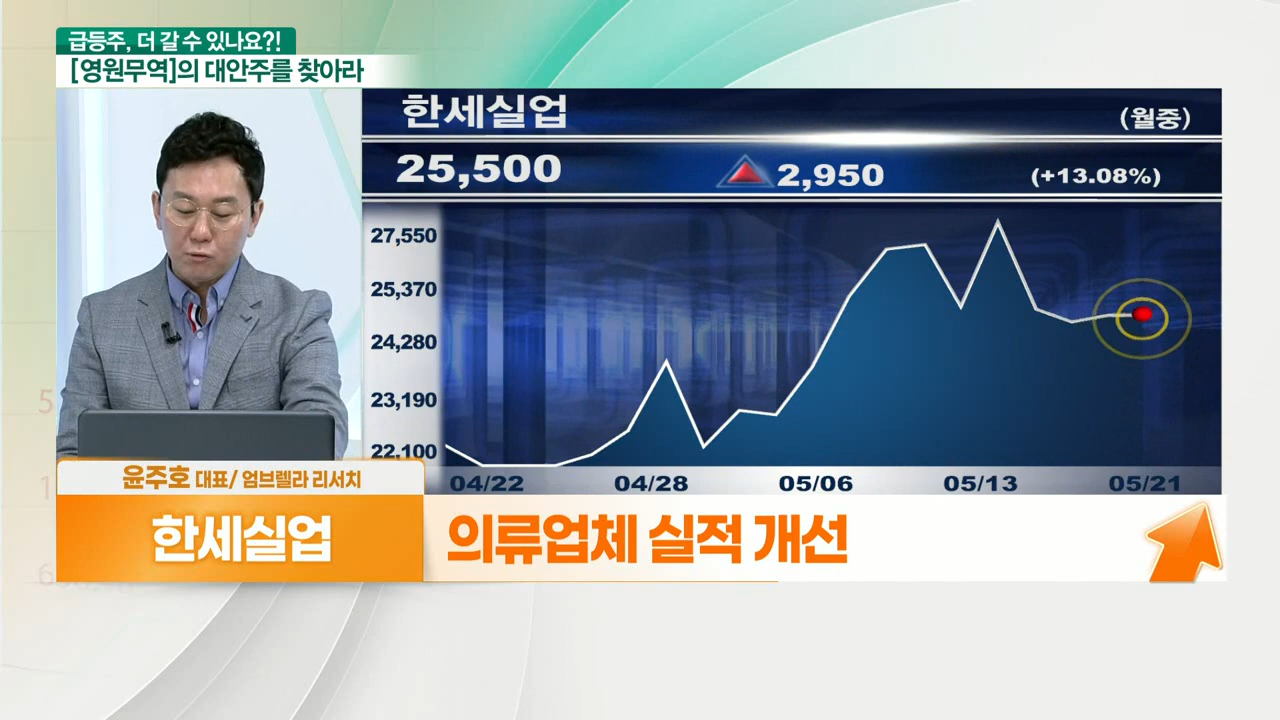 급등주, 더 갈 수 있나요?!
[영원무역]의 대안주를 찾아라
한세실업 (월중)
25,500 2,950 (+13.08%)
27,550
25,370
24,280
23,190
22,100
04/22 04/28 05/06 05/13 05/21
윤주호 대표/ 엄브렐라 리서치
한세실업
의류업체 실적 개선